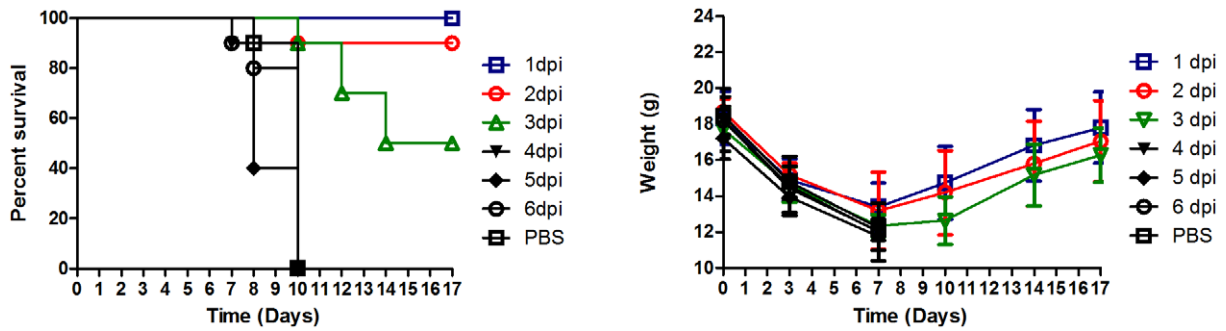 Percent survival
100
80
60
40
20
0
0 1 2 3 4 5 6 7 8 9 10 11 12 13 14 15 16 17
Time (Days)
1dpi
2dpi
3dpi
4dpi
5dpi
6dpi
PBS
Weight (g)
24
22
20
18
16
14
12
10
0 1 2 3 4 5 6 7 8 9 10 11 12 13 14 15 16 17
Time (Days)
1 dpi
2 dpi
3 dpi
4 dpi
5 dpi
6 dpi
PBS